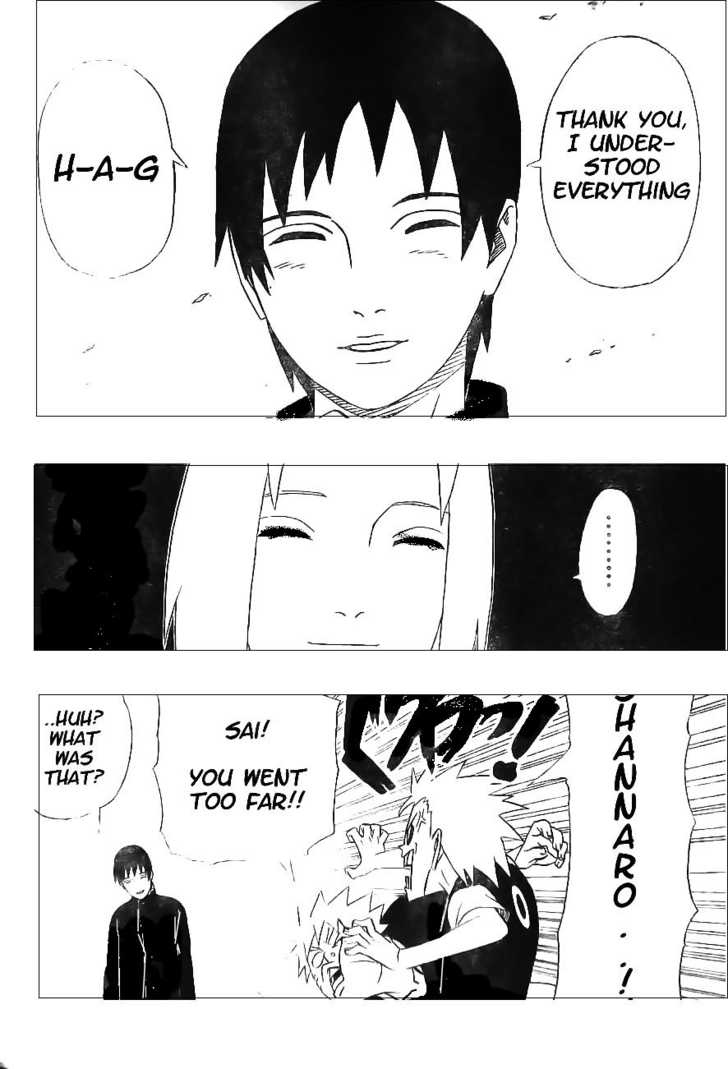 THANK YOU,
I UNDER-
STOOD
EVERYTHING
H-A-G
.........
SHANNARO..!
SAI!
YOU WENT
TOO FAR!!
..HUH?
WHAT
WAS
THAT?